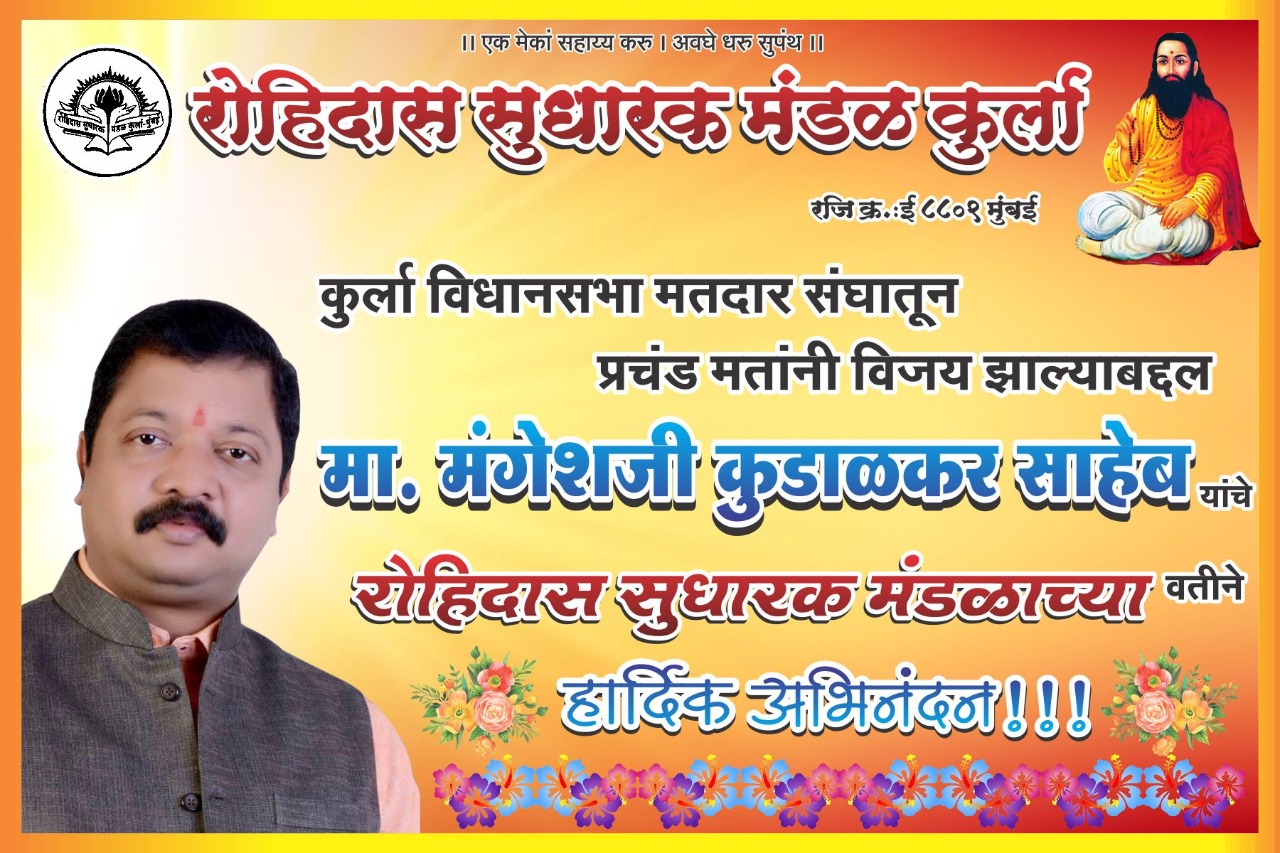 ।। एक मेकां सहाय्य करू । अवघे धरू सुपंथ ।।
रोहिदास सुधारक मंडळ कुर्ला
रोहिदास सुधारक मंडळ कुर्ला-मुंबई
रजि क्र.:ई ८८०१ मुंबई
कुर्ला विधानसभा मतदार संघातून
प्रचंड मतांनी विजय झाल्याबद्दल
मा. मंगेशजी कुडाळकर साहेब यांचे
रोहिदास सुधारक मंडळाच्या वतीने
हार्दिक अभिनंदन!!!